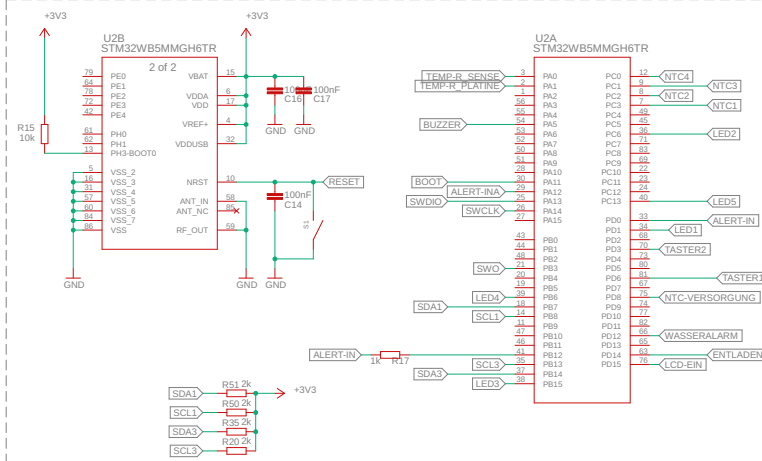 +3V3
+3V3
U2B
STM32WB5MMGH6TR
2 of 2
79 PE0
64 PE1
78 PE2
72 PE3
42 PE4
61 PH0
62 PH1
13 PH3-BOOT0
5 VSS_2
16 VSS_3
31 VSS_4
57 VSS_5
60 VSS_6
84 VSS_7
86 VSS
VBAT 15
VDDA 6
VDD 17
VREF+ 4
VDDUSB 32
NRST 10
ANT_IN 58
ANT_NC 85
RF_OUT 59
R15
10k
100nF
C16
100nF
C17
GND
GND
RESET
100nF
C14
S1
GND
GND
GND
U2A
STM32WB5MMGH6TR
TEMP-R_SENSE 3 PA0
TEMP-R_PLATINE 2 PA1
1 PA2
56 PA3
55 PA4
BUZZER 54 PA5
53 PA6
52 PA7
50 PA8
51 PA9
28 PA10
BOOT 30 PA11
ALERT-INA 29 PA12
SWDIO 25 PA13
SWCLK 26 PA14
27 PA15
43 PB0
44 PB1
48 PB2
SWO 21 PB3
20 PB4
19 PB5
LED4 39 PB6
SDA1 18 PB7
SCL1 14 PB8
11 PB9
47 PB10
46 PB11
ALERT-IN 1k R17 41 PB12
SCL3 35 PB13
SDA3 37 PB14
LED3 38 PB15
PC0 12 NTC4
PC1 9 NTC3
PC2 8 NTC2
PC3 7 NTC1
PC4 49
PC5 45
PC6 36 LED2
PC7 71
PC8 83
PC9 69
PC10 22
PC11 23
PC12 24
PC13 40 LED5
PD0 33 ALERT-IN
PD1 34 LED1
PD2 68
PD3 70 TASTER2
PD4 73
PD5 80
PD6 81 TASTER1
PD7 67
PD8 75 NTC-VERSORGUNG
PD9 74
PD10 77
PD11 82
PD12 66 WASSERALARM
PD13 65
PD14 63 ENTLADEN
PD15 76 LCD-EIN
SDA1 R51 2k
+3V3
SCL1 R50 2k
SDA3 R35 2k
SCL3 R20 2k